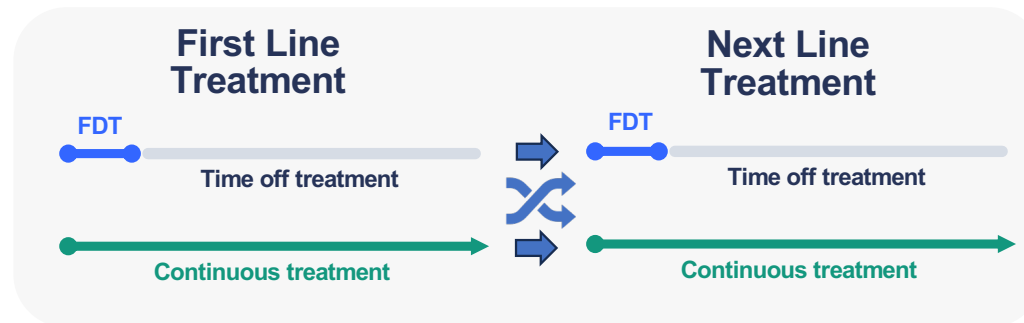 First Line
Treatment
FDT
Time off treatment
Continuous treatment
Next Line
Treatment
FDT
Time off treatment
Continuous treatment